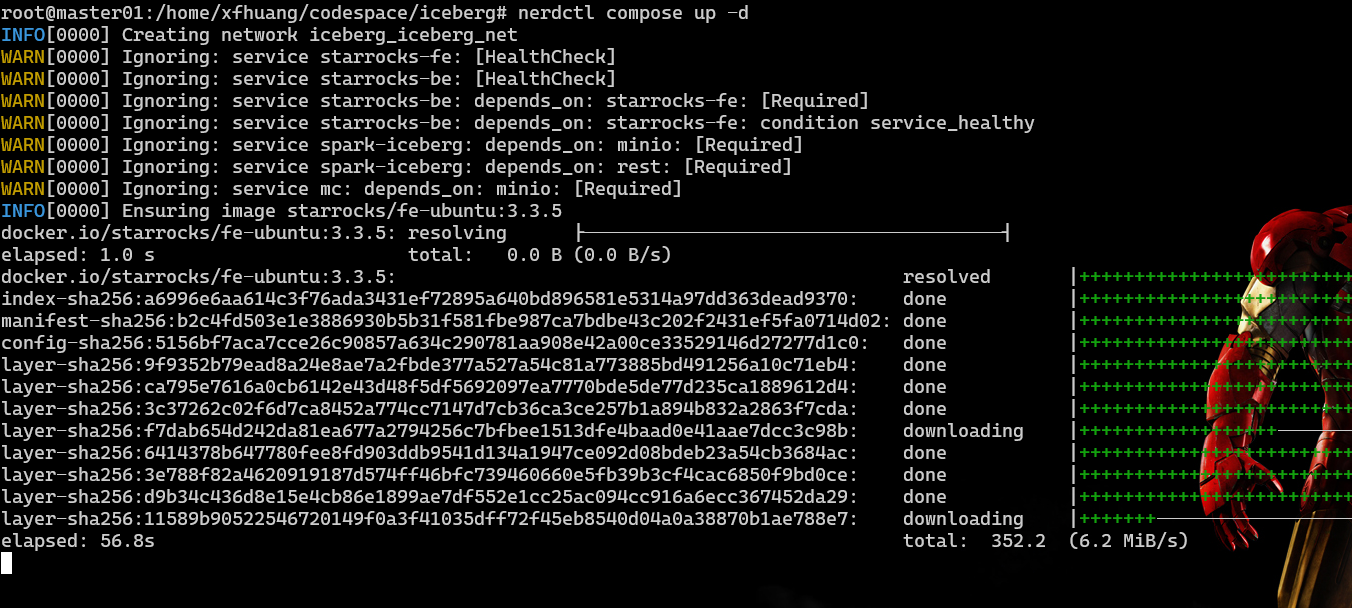 root@master01:/home/xfhuang/codespace/iceberg# nerdctl compose up -d
INFO[0000] Creating network iceberg_iceberg_net
WARN[0000] Ignoring: service starrocks-fe: [HealthCheck]
WARN[0000] Ignoring: service starrocks-be: [HealthCheck]
WARN[0000] Ignoring: service starrocks-be: depends_on: starrocks-fe: [Required]
WARN[0000] Ignoring: service starrocks-be: depends_on: starrocks-fe: condition service_healthy
WARN[0000] Ignoring: service spark-iceberg: depends_on: minio: [Required]
WARN[0000] Ignoring: service spark-iceberg: depends_on: rest: [Required]
WARN[0000] Ignoring: service mc: depends_on: minio: [Required]
INFO[0000] Ensuring image starrocks/fe-ubuntu:3.3.5
docker.io/starrocks/fe-ubuntu:3.3.5: resolving |--------------------------------------|
elapsed: 1.0 s total: 0.0 B (0.0 B/s)
docker.io/starrocks/fe-ubuntu:3.3.5: resolved |+++++++++++++++++++++++++
index-sha256:a6996e6aa614c3f76ada3431ef72895a640bd896581e5314a97dd363dead9370: done |+++++++++++++++++++++++++
manifest-sha256:b2c4fd503e1e3886930b5b31f581fbe987ca7bdbe43c202f2431ef5fa0714d02: done |+++++++++++++++++++++++++
config-sha256:5156bf7aca7cce26c90857a634c290781aa908e42a00ce33529146d27277d1c0: done |+++++++++++++++++++++++++
layer-sha256:9f9352b79ead8a24e8ae7a2fbde377a527a54c81a773885bd491256a10c71eb4: done |+++++++++++++++++++++++++
layer-sha256:ca795e7616a0cb6142e43d48f5df5692097ea7770bde5de77d235ca1889612d4: done |+++++++++++++++++++++++++
layer-sha256:3c37262c02f6d7ca8452a774cc7147d7cb36ca3ce257b1a894b832a2863f7cda: done |+++++++++++++++++++++++++
layer-sha256:f7dab654d242da81ea677a2794256c7bfbee1513dfe4baad0e41aae7dcc3c98b: downloading |++++++++++++++++++-------
layer-sha256:6414378b647780fee8fd903ddb9541d134a1947ce092d08bdeb23a54cb3684ac: done |+++++++++++++++++++++++++
layer-sha256:3e788f82a4620919187d574ff46bfc739460660e5fb39b3cf4cac6850f9bd0ce: done |+++++++++++++++++++++++++
layer-sha256:d9b34c436d8e15e4cb86e1899ae7df552e1cc25ec094cc916a6ecc367452da29: done |+++++++++++++++++++++++++
layer-sha256:11589b90522546720149f0a3f41035dff72f45eb8540d04a0a38870b1ae788e7: downloading |+++++++------------------
elapsed: 56.8s total: 352.2 (6.2 MiB/s)